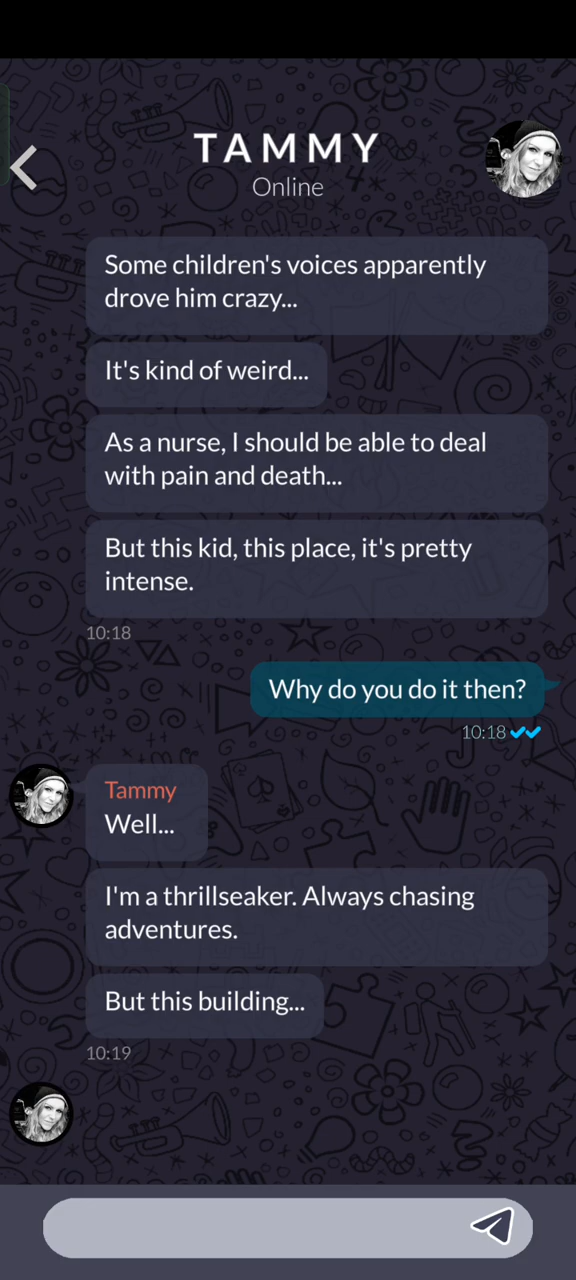 TAMMY
Online
Some children's voices apparently
drove him crazy...
It's kind of weird...
As a nurse, I should be able to deal
with pain and death...
But this kid, this place, it's pretty
intense.
10:18
Why do you do it then?
10:18
Tammy
Well...
I'm a thrillseaker. Always chasing
adventures.
But this building...
10:19